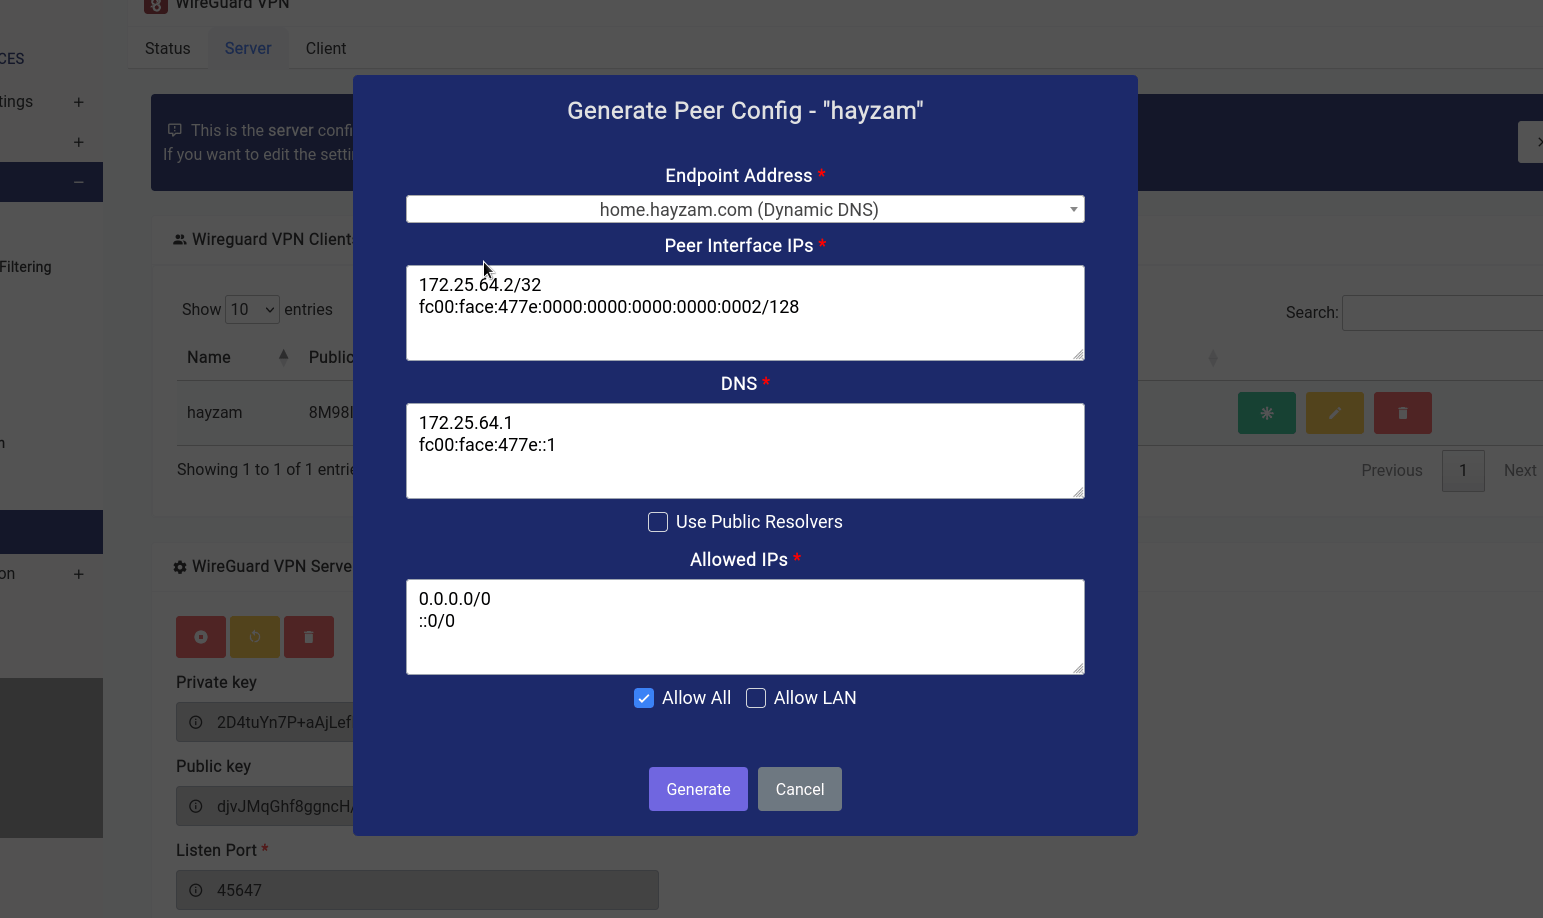 WireGuard VPN
Status Server Client
CES
tings +
+
−
This is the server confi
If you want to edit the setti
Generate Peer Config - "hayzam"
Endpoint Address *
home.hayzam.com (Dynamic DNS)
Peer Interface IPs *
172.25.64.2/32
fc00:face:477e:0000:0000:0000:0000:0002/128
DNS *
172.25.64.1
fc00:face:477e::1
Use Public Resolvers
Allowed IPs *
0.0.0.0/0
::0/0
Allow All Allow LAN
Generate Cancel
Wireguard VPN Client
Filtering
Show 10 entries
Search:
Name Public
hayzam 8M98
Showing 1 to 1 of 1 entrie
Previous 1 Next
n
on +
WireGuard VPN Serve
Private key
2D4tuYn7P+aAjLef
Public key
djvJMqGhf8ggncH/
Listen Port *
45647